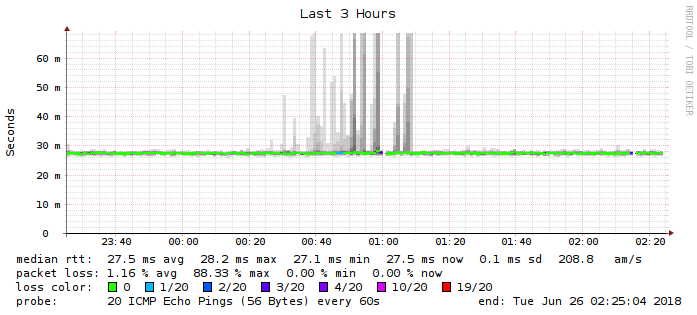 Last 3 Hours
RRDTOOL / TOBI OETIKER
Seconds
60 m
50 m
40 m
30 m
20 m
10 m
0
23:40 00:00 00:20 00:40 01:00 01:20 01:40 02:00 02:20
median rtt: 27.5 ms avg 28.2 ms max 27.1 ms min 27.5 ms now 0.1 ms sd 208.8 am/s
packet loss: 1.16 % avg 88.33 % max 0.00 % min 0.00 % now
loss color: 0 1/20 2/20 3/20 4/20 10/20 19/20
probe: 20 ICMP Echo Pings (56 Bytes) every 60s end: Tue Jun 26 02:25:04 2018